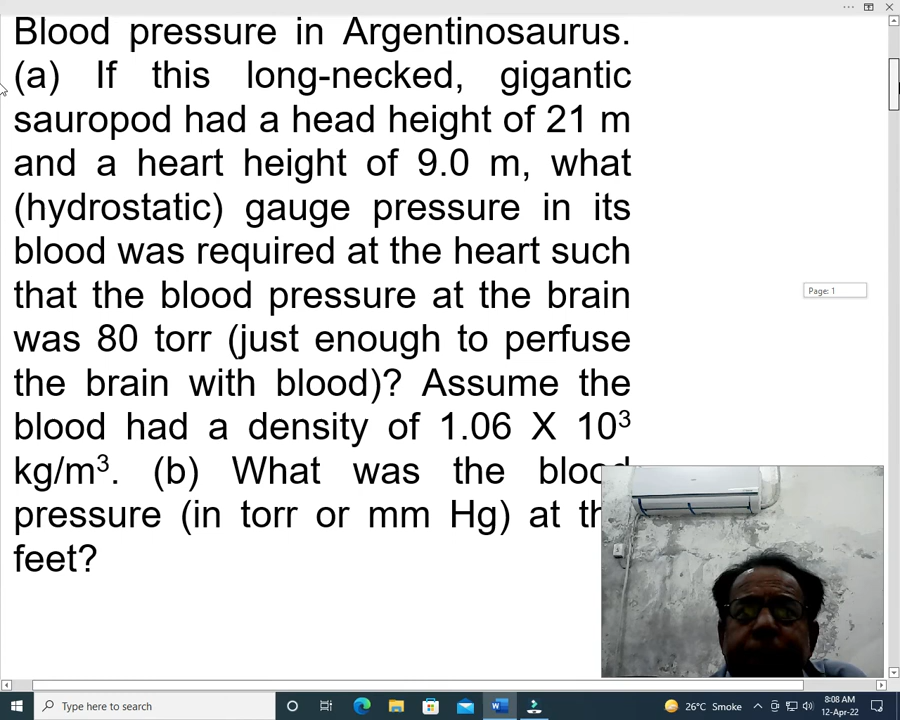 Blood pressure in Argentinosaurus.
(a) If this long-necked, gigantic
sauropod had a head height of 21 m
and a heart height of 9.0 m, what
(hydrostatic) gauge pressure in its
blood was required at the heart such
that the blood pressure at the brain
was 80 torr (just enough to perfuse
the brain with blood)? Assume the
blood had a density of 1.06 X 10³
kg/m³. (b) What was the blood
pressure (in torr or mm Hg) at th
feet?
Page: 1
Type here to search
26°C Smoke
8:08 AM
12-Apr-22